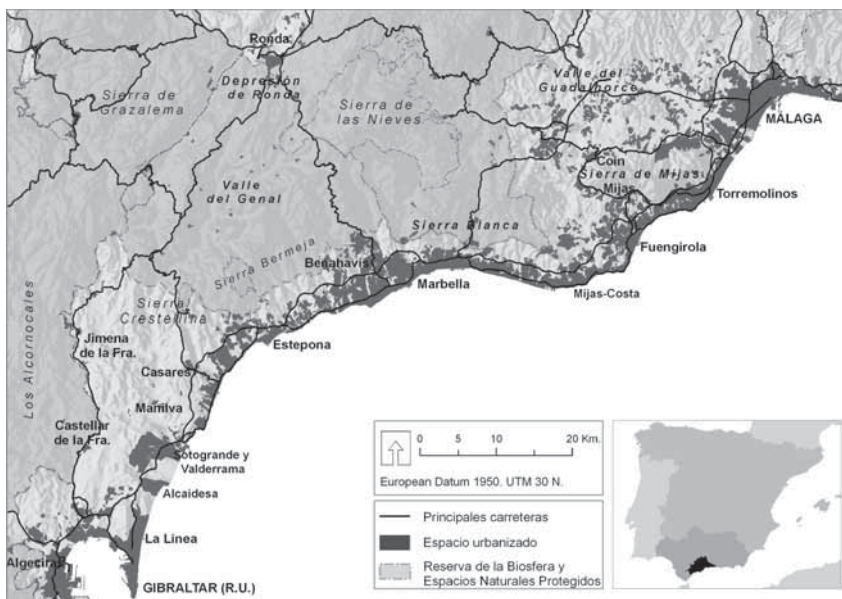 Ronda
Depresión
de Ronda
Sierra de
Grazalema
Sierra de
las Nieves
Valle del
Guadalhorce
MÁLAGA
Coin
Sierra de Mijas
Mijas
Torremolinos
Valle
del Genal
Sierra Blanca
Fuengirola
Sierra Bermeja
Benahavís
Marbella
Mijas-Costa
Sierra
Crestellina
Los Alcornocales
Jimena
de la Fra.
Estepona
Casares
Manilva
Castellar
de la Fra.
Sotogrande y
Valderrama
Alcaidesa
La Línea
Algeciras
GIBRALTAR (R.U.)
0 5 10 20 Km.
European Datum 1950. UTM 30 N.
Principales carreteras
Espacio urbanizado
Reserva de la Biosfera y
Espacios Naturales Protegidos